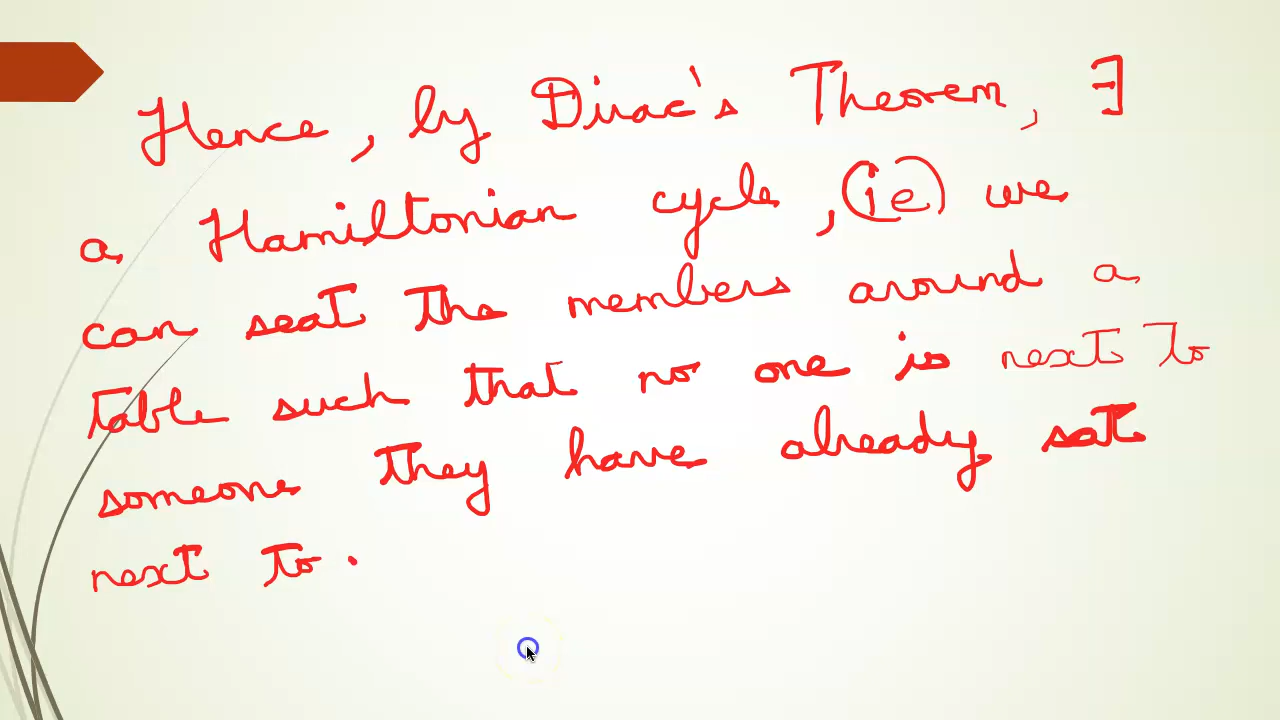 Hence, by Dirac's Theorem, ∃
a Hamiltonian cycle, (ie) we
can seat the members around a
table such that no one is next to
someone they have already sat
next to.